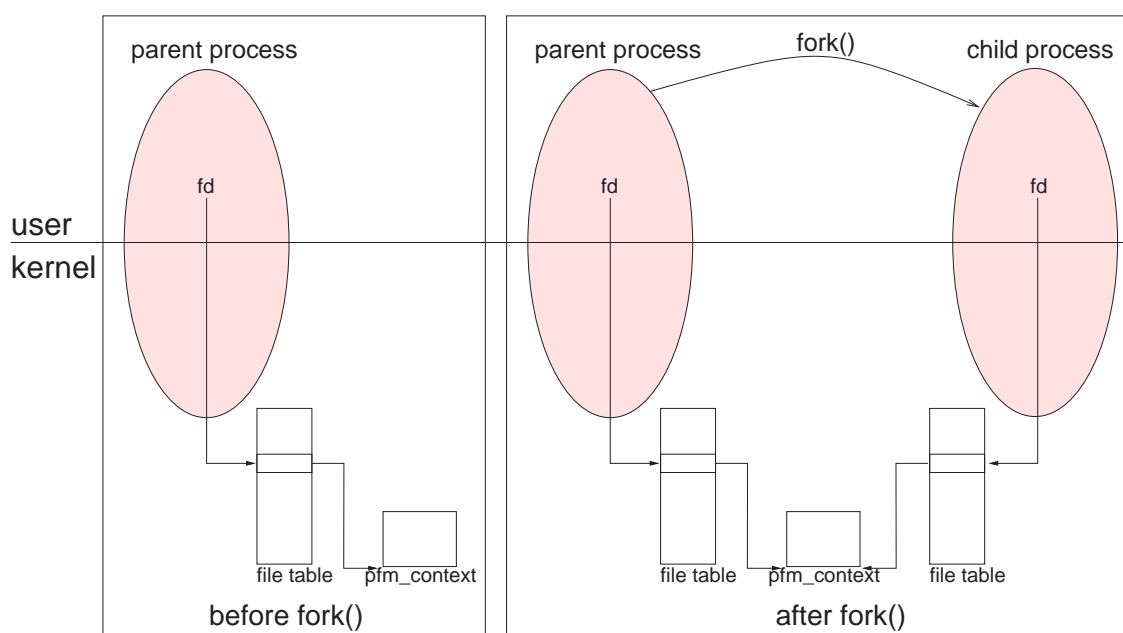 parent process
fd
user
kernel
file table
pfm_context
before fork()
parent process
fork()
child process
fd
fd
file table
pfm_context
file table
after fork()